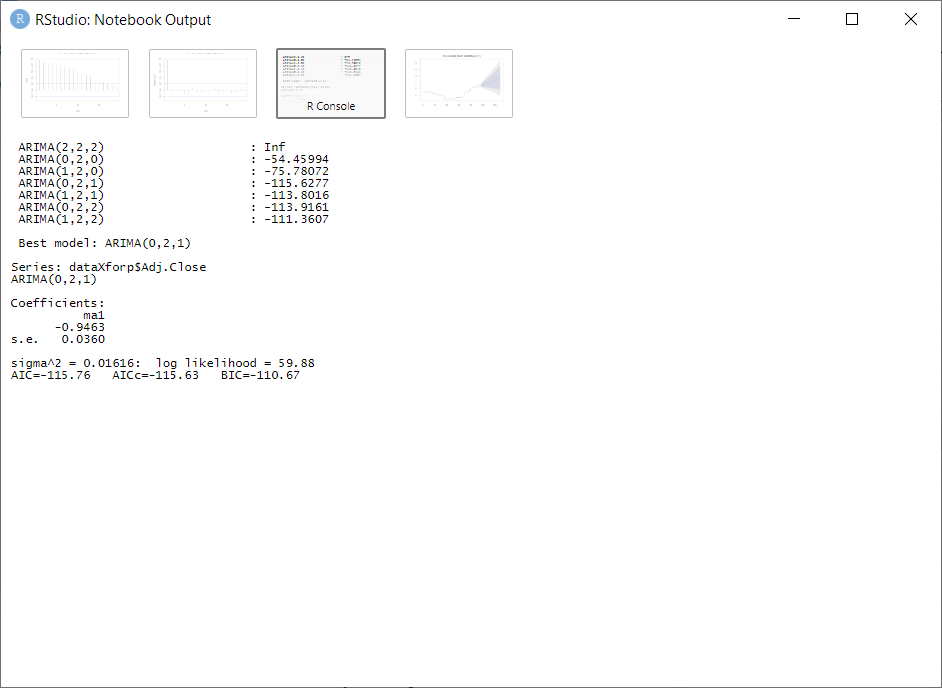 RStudio: Notebook Output
R Console
ARIMA(2,2,2) : Inf
ARIMA(0,2,0) : -54.45994
ARIMA(1,2,0) : -75.78072
ARIMA(0,2,1) : -115.6277
ARIMA(1,2,1) : -113.8016
ARIMA(0,2,2) : -113.9161
ARIMA(1,2,2) : -111.3607
Best model: ARIMA(0,2,1)
Series: dataXforp$Adj.Close
ARIMA(0,2,1)
Coefficients:
ma1
-0.9463
s.e. 0.0360
sigma^2 = 0.01616: log likelihood = 59.88
AIC=-115.76 AICc=-115.63 BIC=-110.67